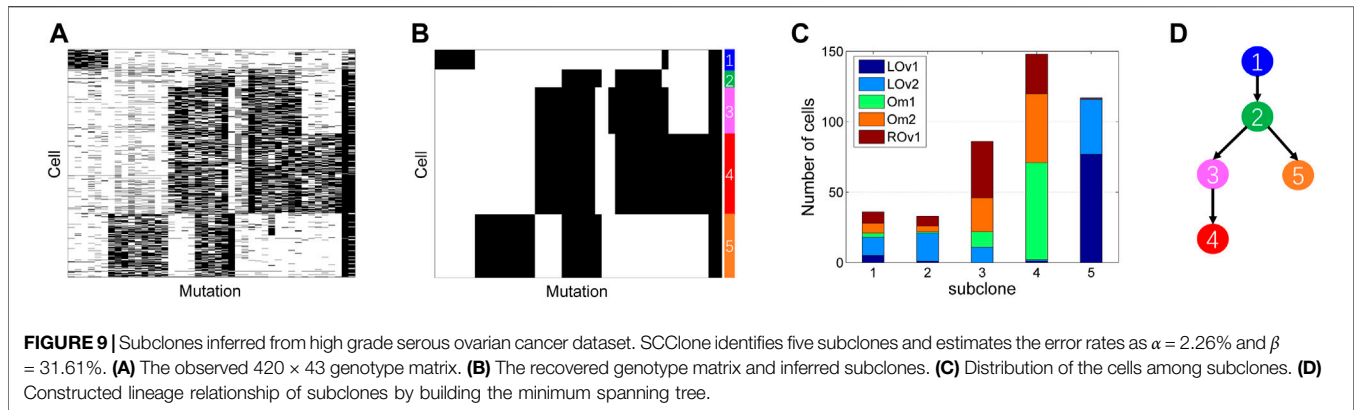 A
B
C
D
Cell
Mutation
Cell
Mutation
1
2
3
4
5
Number of cells
150
100
50
0
LOv1
LOv2
Om1
Om2
ROv1
1 2 3 4 5
subclone
1
2
3
5
4
FIGURE 9 | Subclones inferred from high grade serous ovarian cancer dataset. SCClone identifies five subclones and estimates the error rates as α = 2.26% and β
= 31.61%. (A) The observed 420 × 43 genotype matrix. (B) The recovered genotype matrix and inferred subclones. (C) Distribution of the cells among subclones. (D)
Constructed lineage relationship of subclones by building the minimum spanning tree.